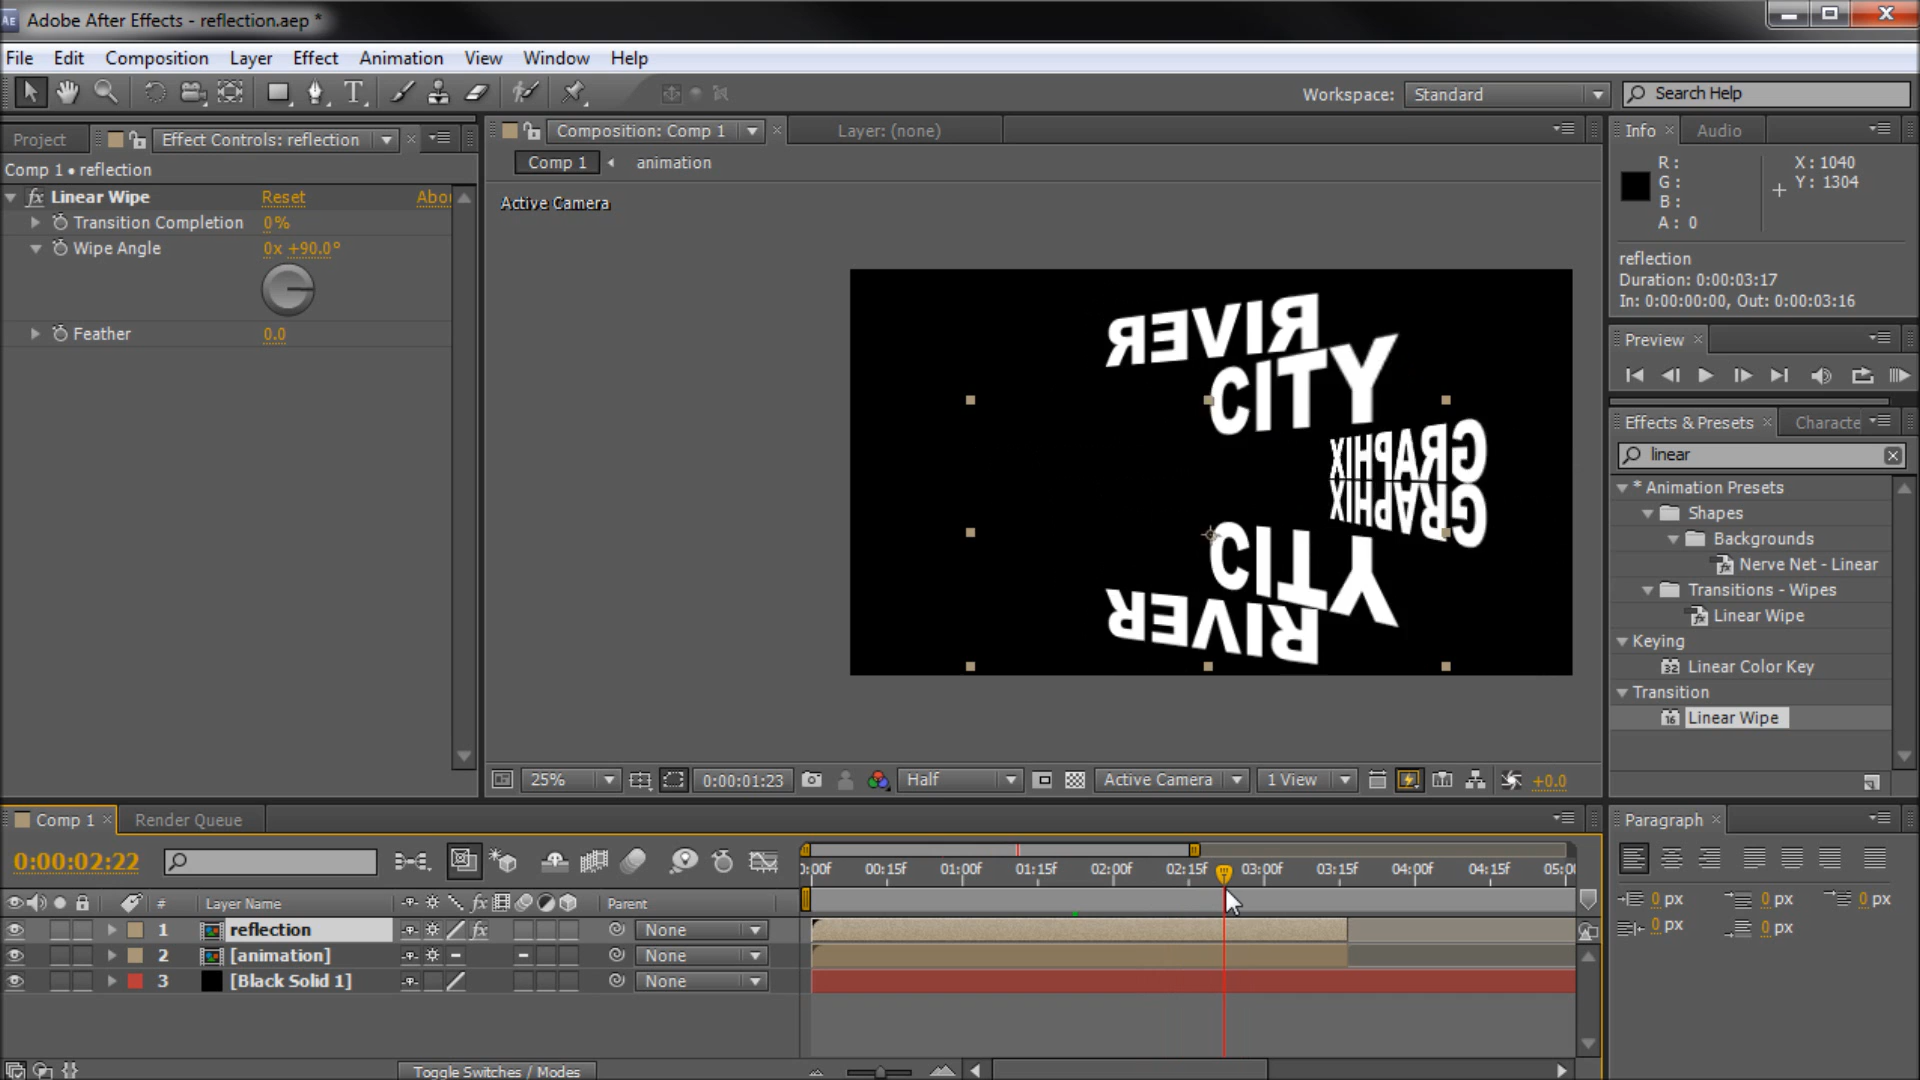 Adobe After Effects - reflection.aep *
File Edit Composition Layer Effect Animation View Window Help
Workspace: Standard Search Help
Project Effect Controls: reflection
Comp 1 • reflection
fx Linear Wipe Reset Abo
Transition Completion 0%
Wipe Angle 0x +90.0°
Feather 0.0
Composition: Comp 1 Layer: (none)
Comp 1 animation
Active Camera
RIVER
CITY
GRAPHIX
GRAPHIX
CITY
RIVER
25% 0:00:01:23 Half Active Camera 1 View +0.0
Info Audio
R: X: 1040
G: Y: 1304
B:
A: 0
reflection
Duration: 0:00:03:17
In: 0:00:00:00, Out: 0:00:03:16
Preview
Effects & Presets Characte
linear
* Animation Presets
Shapes
Backgrounds
Nerve Net - Linear
Transitions - Wipes
Linear Wipe
Keying
Linear Color Key
Transition
Linear Wipe
Comp 1 Render Queue
0:00:02:22
:00f 00:15f 01:00f 01:15f 02:00f 02:15f 03:00f 03:15f 04:00f 04:15f 05:0
# Layer Name fx Parent
1 reflection fx None
2 [animation] None
3 [Black Solid 1] None
Toggle Switches / Modes
Paragraph
0 px 0 px 0 px
0 px 0 px